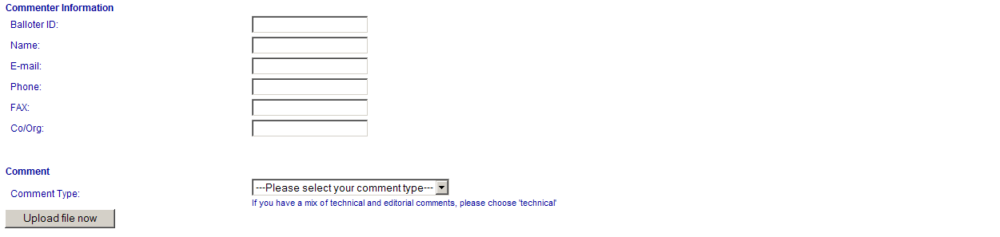 Commenter Information
Balloter ID:
Name:
E-mail:
Phone:
FAX:
Co/Org:
Comment
Comment Type:
---Please select your comment type---
If you have a mix of technical and editorial comments, please choose 'technical'
Upload file now